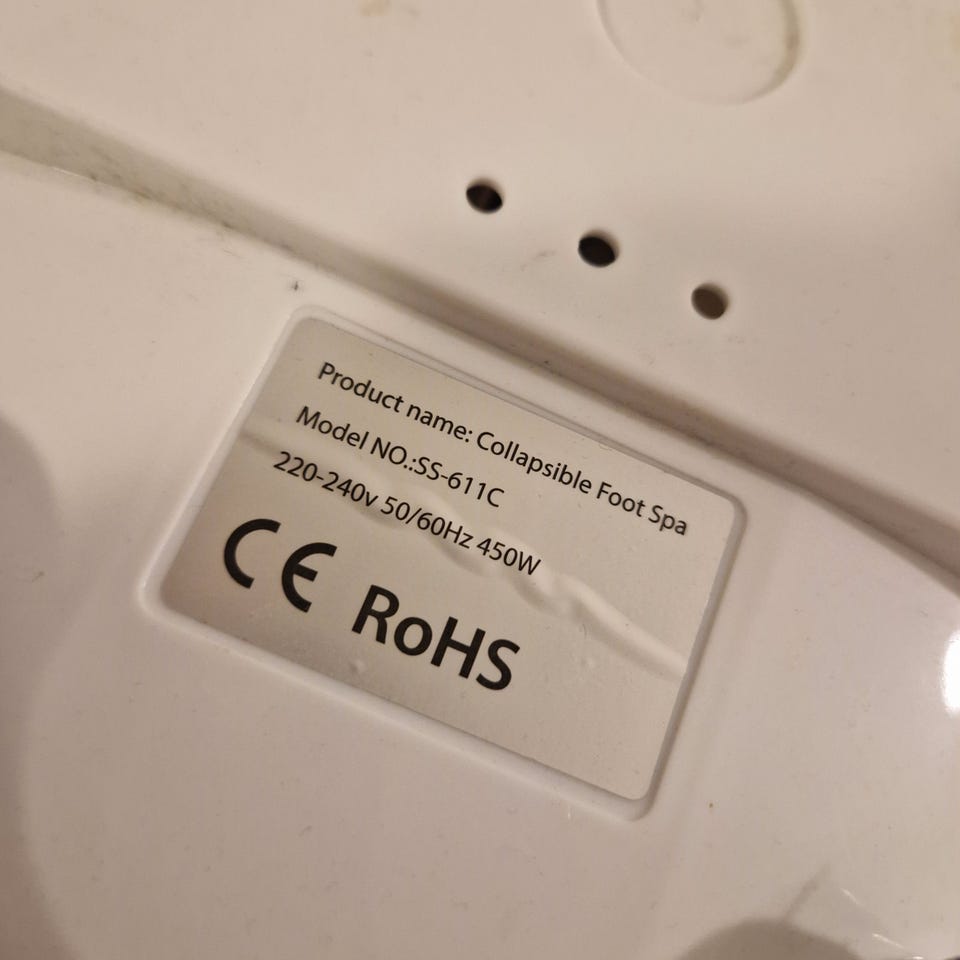 Product name: Collapsible Foot Spa
Model NO.:SS-611C
220-240v 50/60Hz 450W
CE RoHS